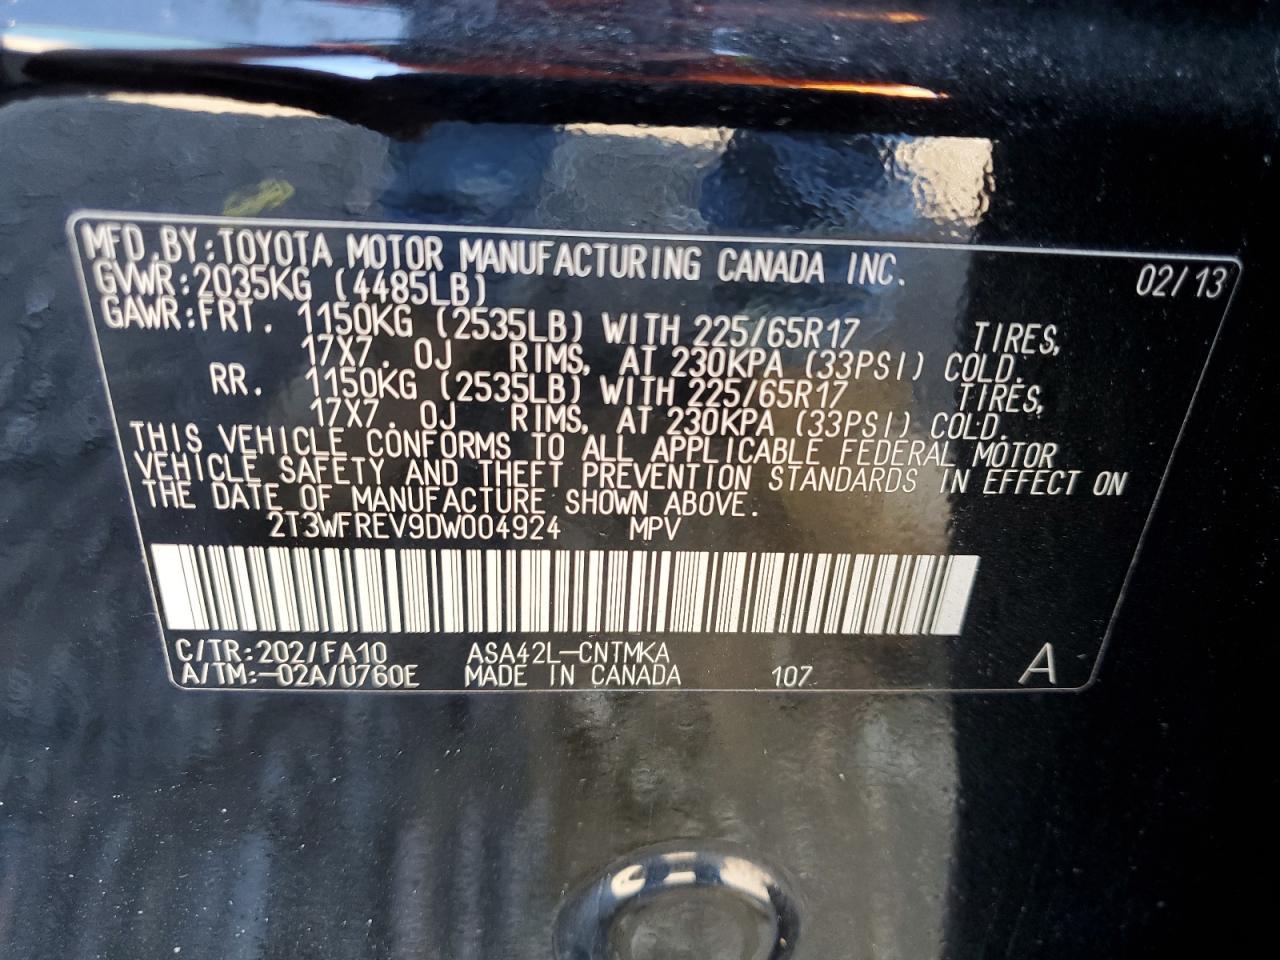 MFD.BY:TOYOTA MOTOR MANUFACTURING CANADA INC. 02/13
GVWR:2035KG (4485LB)
GAWR:FRT. 1150KG (2535LB) WITH 225/65R17 TIRES,
17X7.0J RIMS, AT 230KPA (33PSI) COLD.
RR. 1150KG (2535LB) WITH 225/65R17 TIRES,
17X7.0J RIMS, AT 230KPA (33PSI) COLD.
THIS VEHICLE CONFORMS TO ALL APPLICABLE FEDERAL MOTOR
VEHICLE SAFETY AND THEFT PREVENTION STANDARDS IN EFFECT ON
THE DATE OF MANUFACTURE SHOWN ABOVE.
2T3WFREV9DW004924 MPV
C/TR:202/FA10 ASA42L-CNTMKA
A/TM:-02A/U760E MADE IN CANADA 107 A